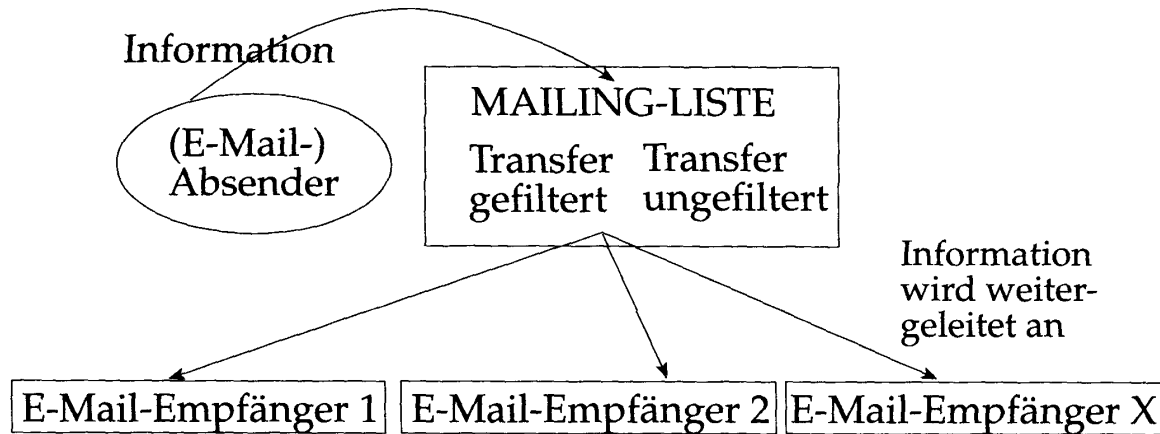 Information
(E-Mail-)
Absender
MAILING-LISTE
Transfer Transfer
gefiltert ungefiltert
Information
wird weiter-
geleitet an
E-Mail-Empfänger 1 E-Mail-Empfänger 2 E-Mail-Empfänger X